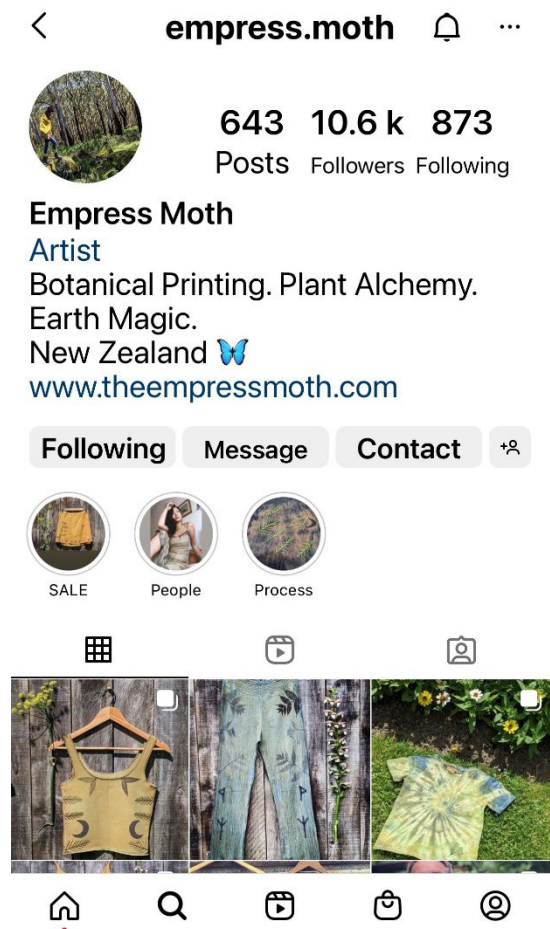 empress.moth
643 10.6 k 873
Posts Followers Following
Empress Moth
Artist
Botanical Printing. Plant Alchemy.
Earth Magic.
New Zealand 🦋
www.theempressmoth.com
Following Message Contact
SALE People Process